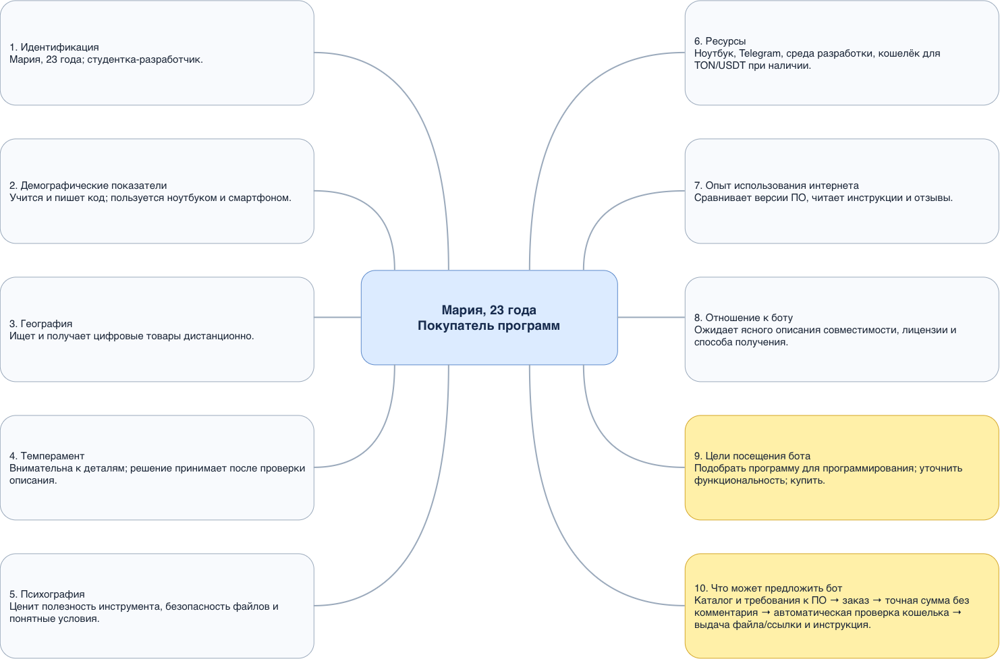 1. Идентификация
Мария, 23 года; студентка-разработчик.
2. Демографические показатели
Учится и пишет код; пользуется ноутбуком и смартфоном.
3. География
Ищет и получает цифровые товары дистанционно.
4. Темперамент
Внимательна к деталям; решение принимает после проверки
описания.
5. Психография
Ценит полезность инструмента, безопасность файлов и
понятные условия.
Мария, 23 года
Покупатель программ
6. Ресурсы
Ноутбук, Telegram, среда разработки, кошелёк для
TON/USDT при наличии.
7. Опыт использования интернета
Сравнивает версии ПО, читает инструкции и отзывы.
8. Отношение к боту
Ожидает ясного описания совместимости, лицензии и
способа получения.
9. Цели посещения бота
Подобрать программу для программирования; уточнить
функциональность; купить.
10. Что может предложить бот
Каталог и требования к ПО → заказ → точная сумма без
комментария → автоматическая проверка кошелька →
выдача файла/ссылки и инструкция.